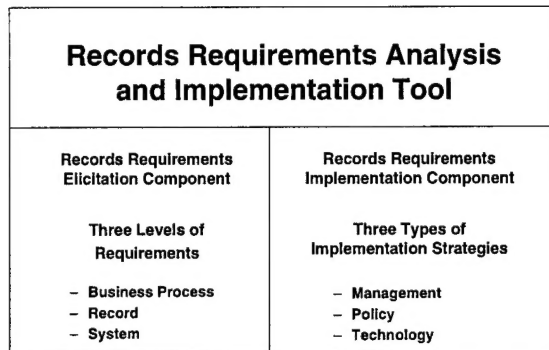 Records Requirements Analysis
and Implementation Tool
Records Requirements
Elicitation Component
Three Levels of
Requirements
– Business Process
– Record
– System
Records Requirements
Implementation Component
Three Types of
Implementation Strategies
– Management
– Policy
– Technology